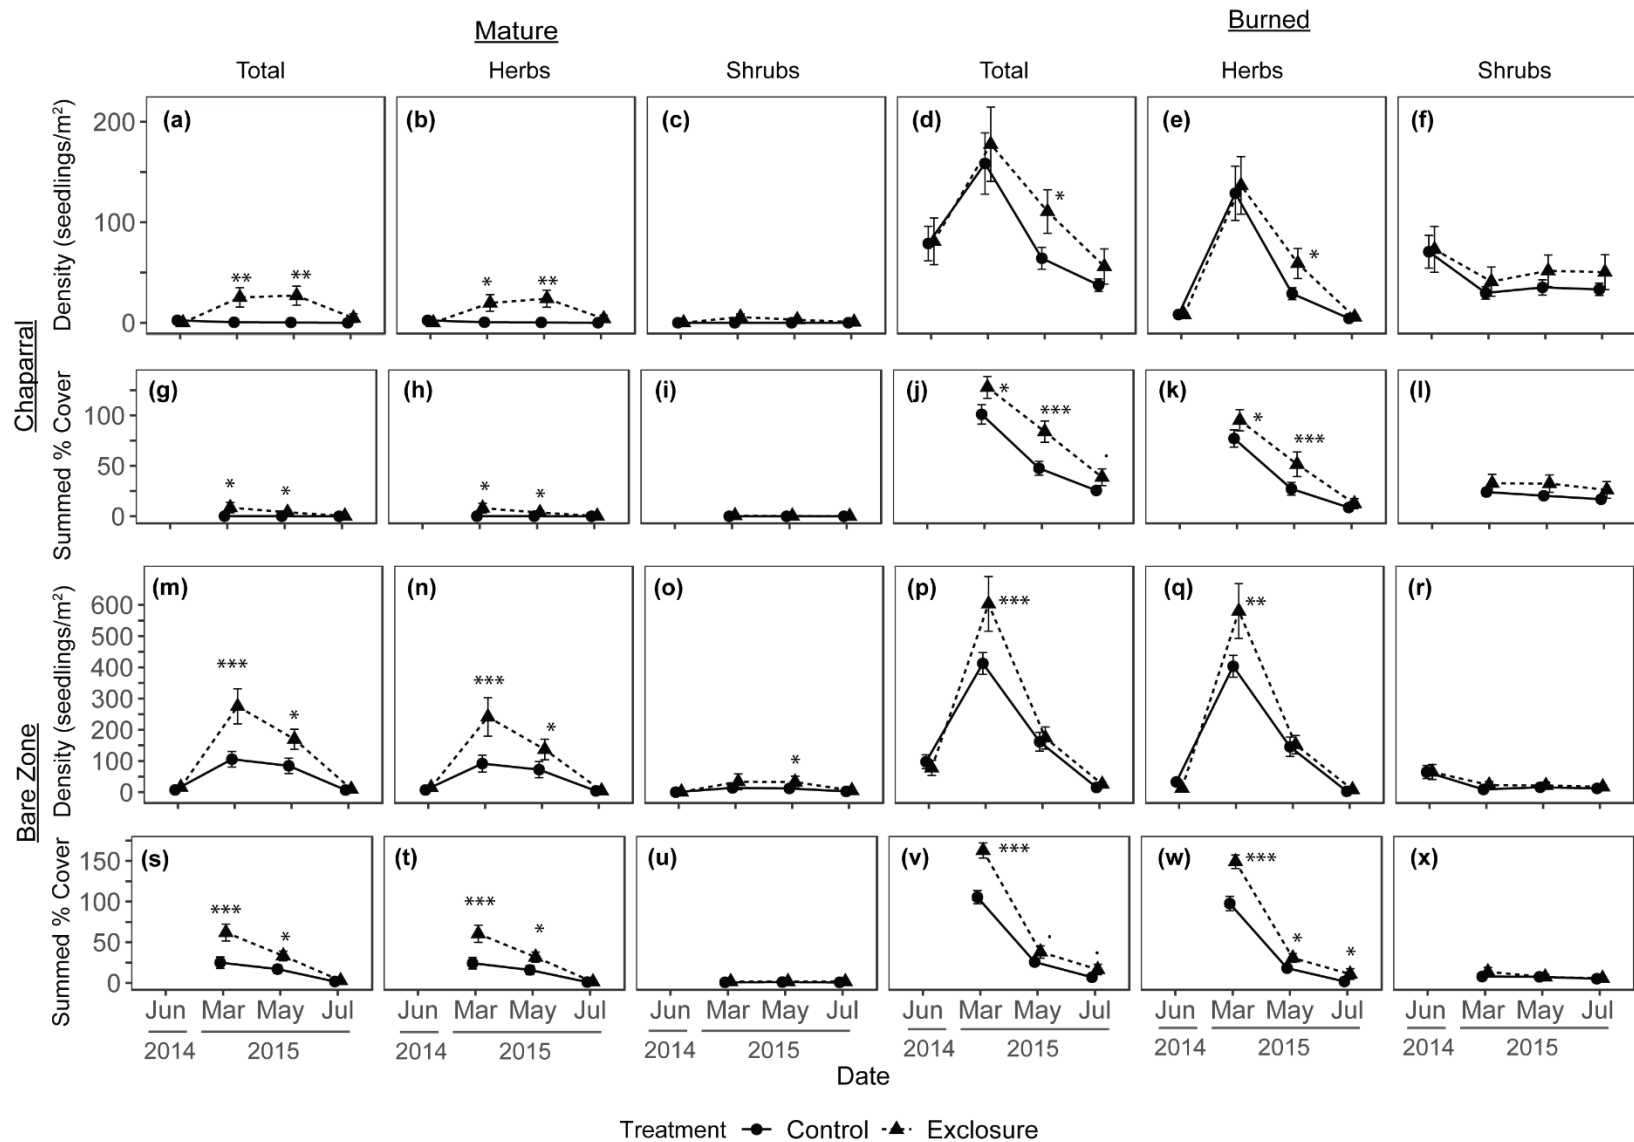 Mature
Burned
Total Herbs Shrubs Total Herbs Shrubs
Chaparral
Density (seedlings/m²)
200
100
0
(a) ** **
(b) * **
(c)
(d) *
(e) *
(f)
Summed % Cover
100
50
0
(g) * *
(h) * *
(i)
(j) * *** .
(k) * ***
(l)
Bare Zone
Density (seedlings/m²)
600
500
400
300
200
100
0
(m) *** *
(n) *** *
(o) *
(p) ***
(q) **
(r)
Summed % Cover
150
100
50
0
(s) *** *
(t) *** *
(u)
(v) *** . .
(w) *** * *
(x)
Jun Mar May Jul Jun Mar May Jul Jun Mar May Jul Jun Mar May Jul Jun Mar May Jul Jun Mar May Jul
2014 2015 2014 2015 2014 2015 2014 2015 2014 2015 2014 2015
Date
Treatment Control Exclosure